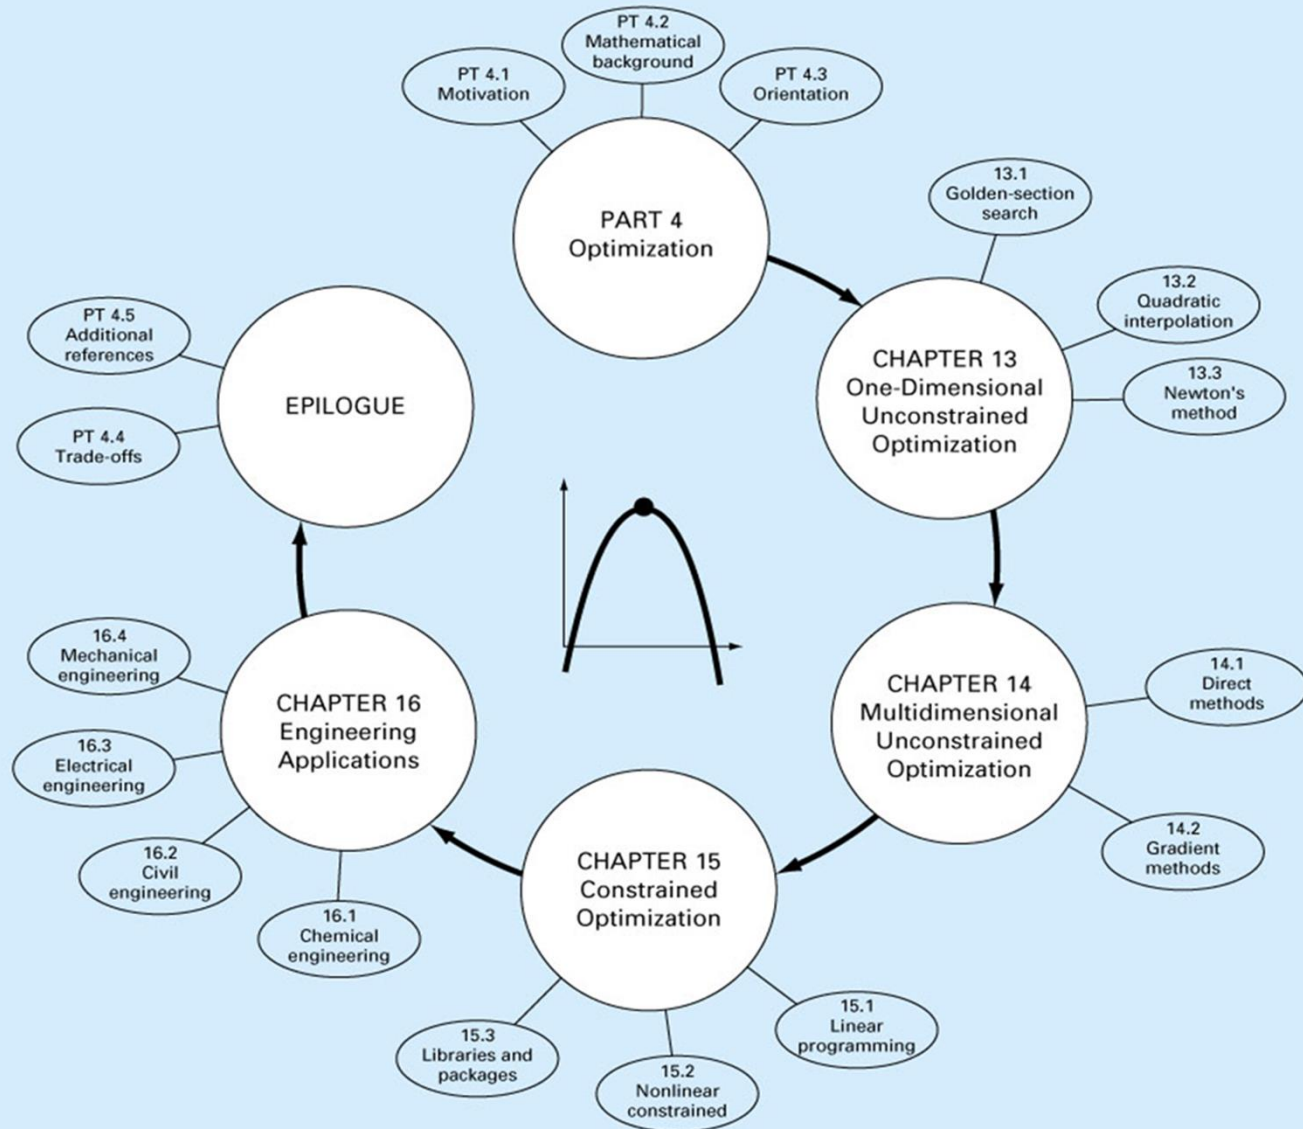 PT 4.1
Motivation
PT 4.2
Mathematical
background
PT 4.3
Orientation
PART 4
Optimization
13.1
Golden-section
search
13.2
Quadratic
interpolation
13.3
Newton's
method
CHAPTER 13
One-Dimensional
Unconstrained
Optimization
PT 4.5
Additional
references
PT 4.4
Trade-offs
EPILOGUE
CHAPTER 14
Multidimensional
Unconstrained
Optimization
14.1
Direct
methods
14.2
Gradient
methods
CHAPTER 15
Constrained
Optimization
15.1
Linear
programming
15.2
Nonlinear
constrained
15.3
Libraries and
packages
CHAPTER 16
Engineering
Applications
16.1
Chemical
engineering
16.2
Civil
engineering
16.3
Electrical
engineering
16.4
Mechanical
engineering